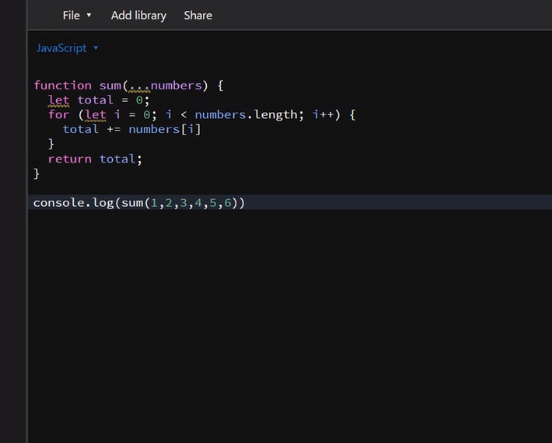 File ▼ Add library Share
JavaScript ▼
function sum(...numbers) {
  let total = 0;
  for (let i = 0; i < numbers.length; i++) {
    total += numbers[i]
  }
  return total;
}
console.log(sum(1,2,3,4,5,6))